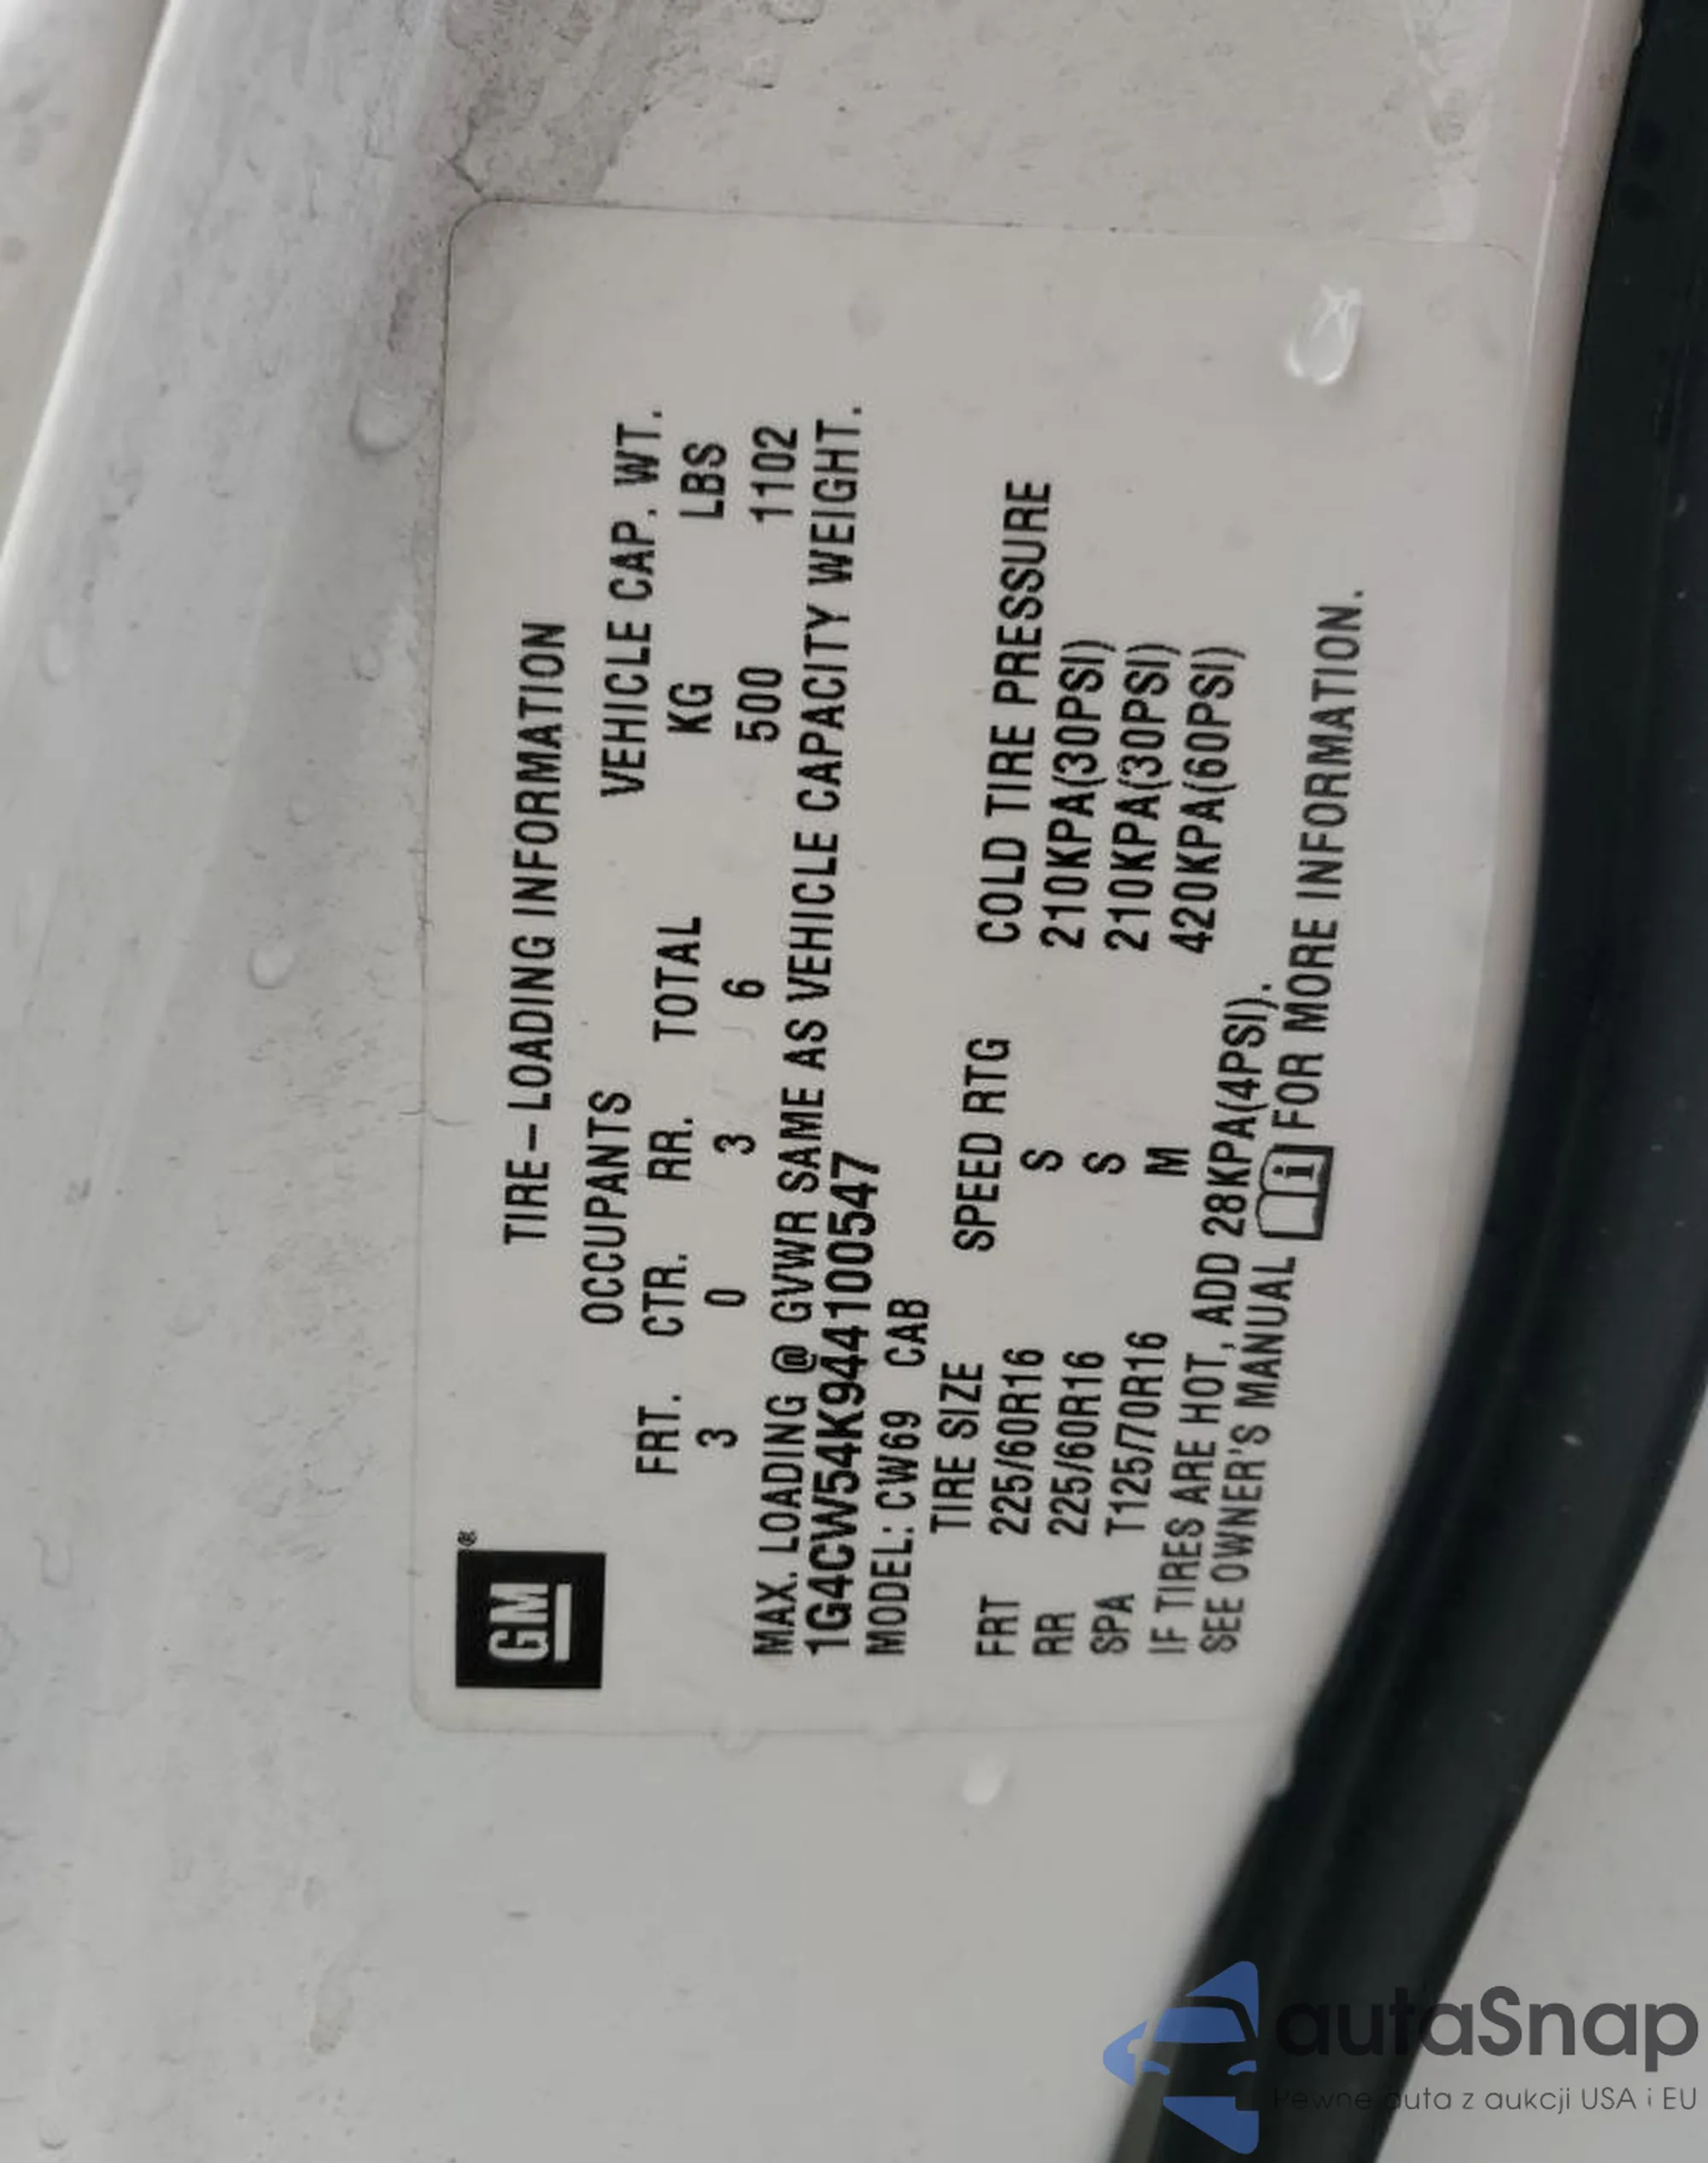 GM®
TIRE-LOADING INFORMATION
OCCUPANTS VEHICLE CAP. WT.
FRT. CTR. RR. TOTAL KG LBS
3 0 3 6 500 1102
MAX. LOADING @ GVWR SAME AS VEHICLE CAPACITY WEIGHT.
1G4CW54K944100547
MODEL: CW69 CAB
TIRE SIZE SPEED RTG COLD TIRE PRESSURE
FRT 225/60R16 S 210KPA(30PSI)
RR 225/60R16 S 210KPA(30PSI)
SPA T125/70R16 M 420KPA(60PSI)
IF TIRES ARE HOT, ADD 28KPA(4PSI).
SEE OWNER'S MANUAL i FOR MORE INFORMATION.
autaSnap
Pewne auta z aukcji USA i EU